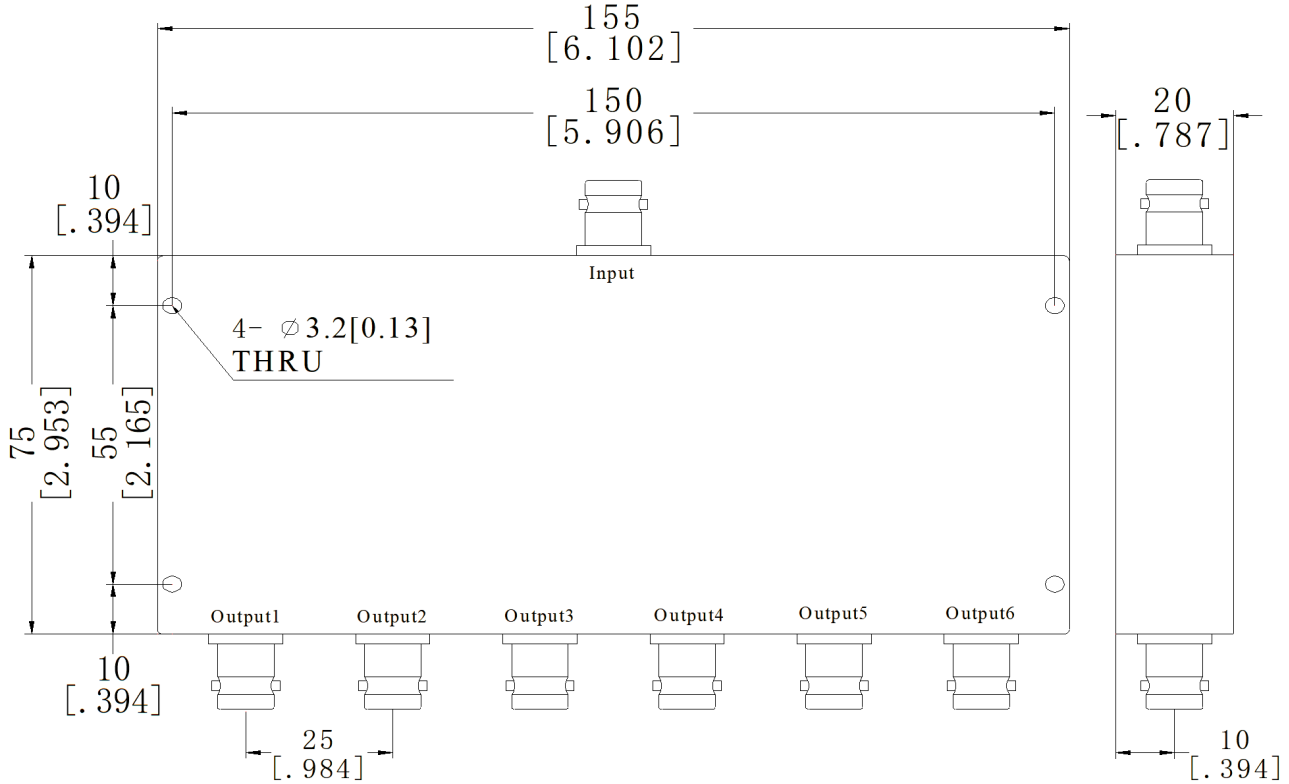 155
[6.102]
150
[5.906]
20
[.787]
10
[.394]
Input
4- ∅3.2[0.13]
THRU
75
[2.953]
55
[2.165]
Output1
Output2
Output3
Output4
Output5
Output6
10
[.394]
25
[.984]
10
[.394]